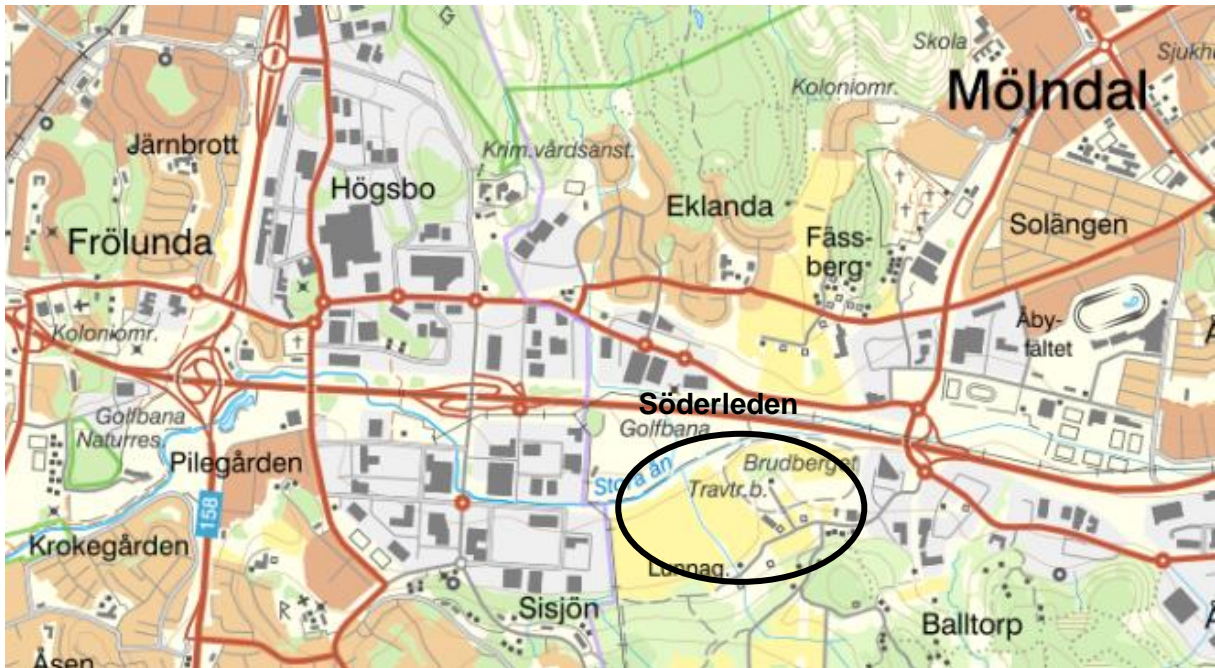 G
Skola
Sjukh
Mölndal
Koloniomr.
Järnbrott
Krim.vårdsanst.
Högsbo
Eklanda
Solängen
Frölunda
Fäss-
berg
Koloniomr.
Åby-
fältet
Söderleden
Golfbana
Golfbana
Naturres.
Pilegården
Stora ån
Brudberget
Travtr.b.
158
Krokegården
Lunnag.
Sisjön
Balltorp
Åsen